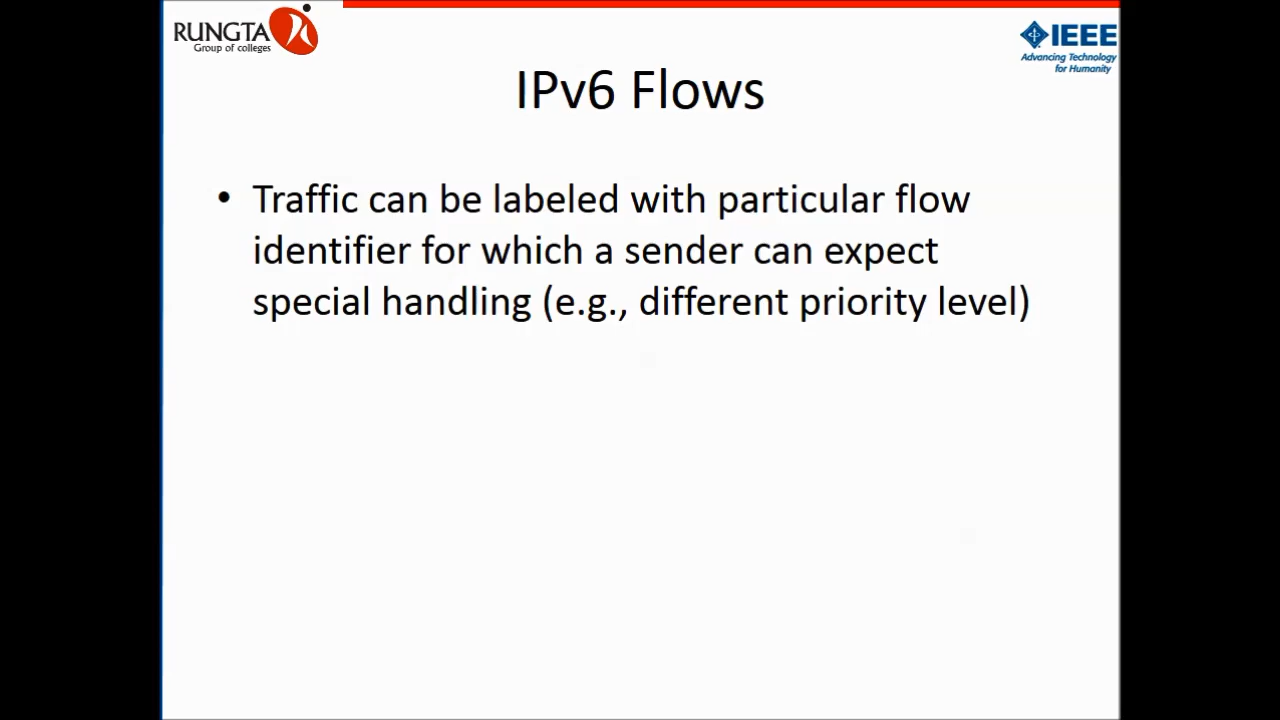 RUNGTA
Group of colleges
IEEE
Advancing Technology
for Humanity
IPv6 Flows
• Traffic can be labeled with particular flow
identifier for which a sender can expect
special handling (e.g., different priority level)